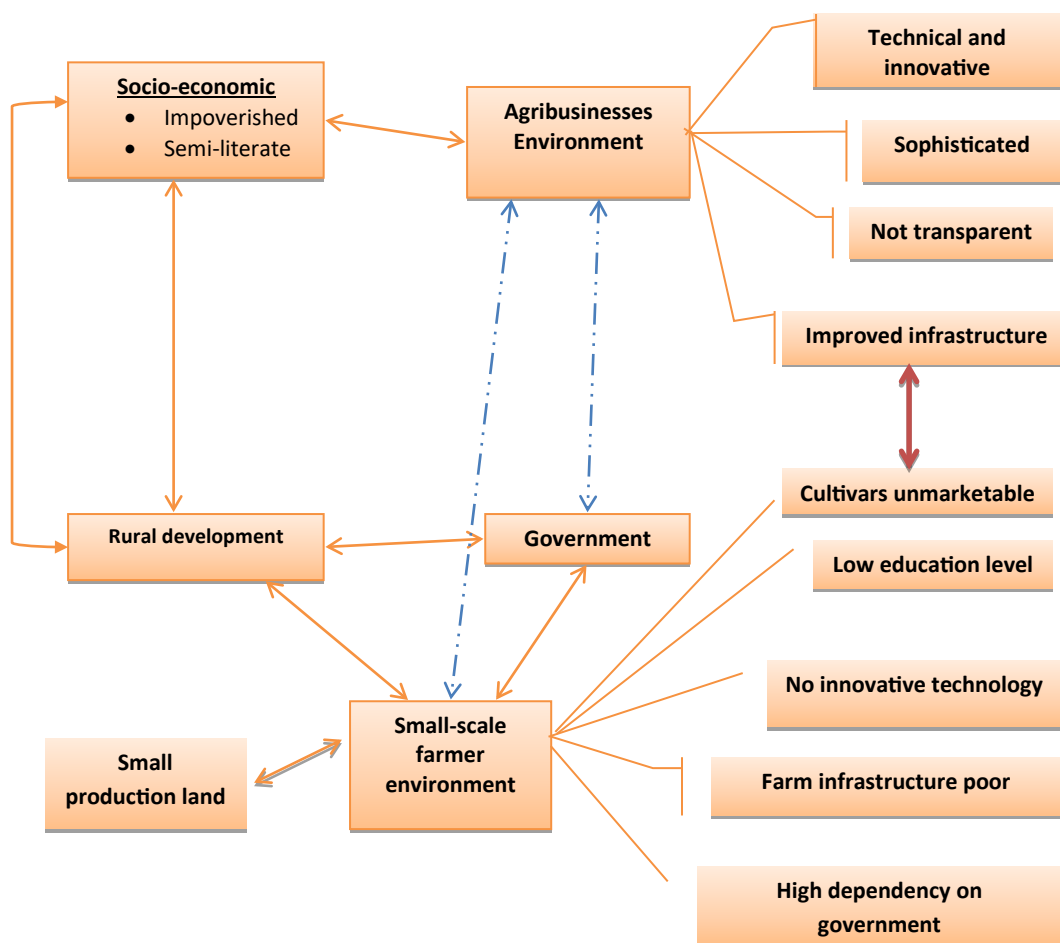 Technical and
innovative
Socio-economic
• Impoverished
• Semi-literate
Agribusinesses
Environment
Sophisticated
Not transparent
Improved infrastructure
Cultivars unmarketable
Rural development
Government
Low education level
No innovative technology
Small-scale
farmer
environment
Small
production land
Farm infrastructure poor
High dependency on
government